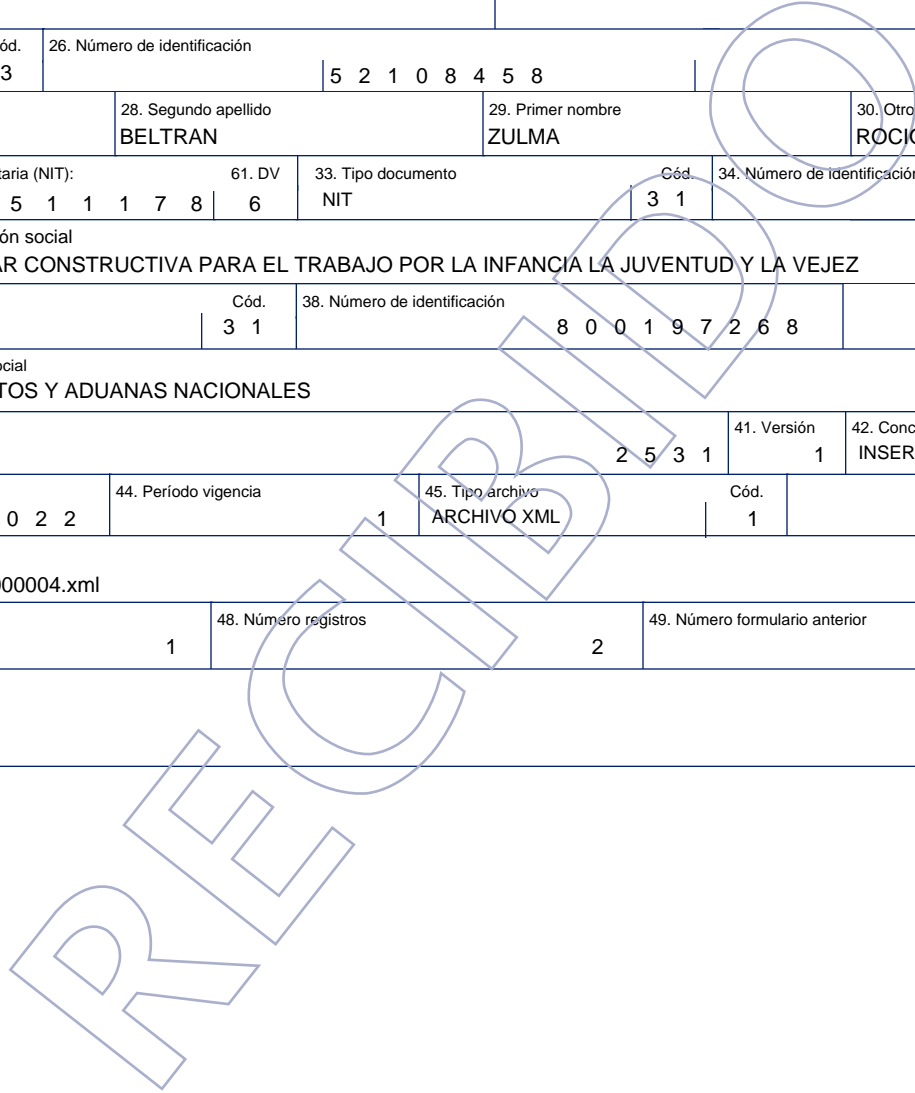 ód. 26. Número de identificación
3 5 2 1 0 8 4 5 8
28. Segundo apellido 29. Primer nombre 30. Otro
BELTRAN ZULMA ROCIO
taria (NIT): 61. DV 33. Tipo documento Cód. 34. Número de identificación
5 1 1 1 7 8 6 NIT 3 1
ón social
AR CONSTRUCTIVA PARA EL TRABAJO POR LA INFANCIA LA JUVENTUD Y LA VEJEZ
Cód. 38. Número de identificación
3 1 8 0 0 1 9 7 2 6 8
ocial
TOS Y ADUANAS NACIONALES
41. Versión 42. Conc
2 5 3 1 1 INSER
44. Período vigencia 45. Tipo archivo Cód.
0 2 2 1 ARCHIVO XML 1
000004.xml
48. Número registros 49. Número formulario anterior
1 2
RECIBIDO